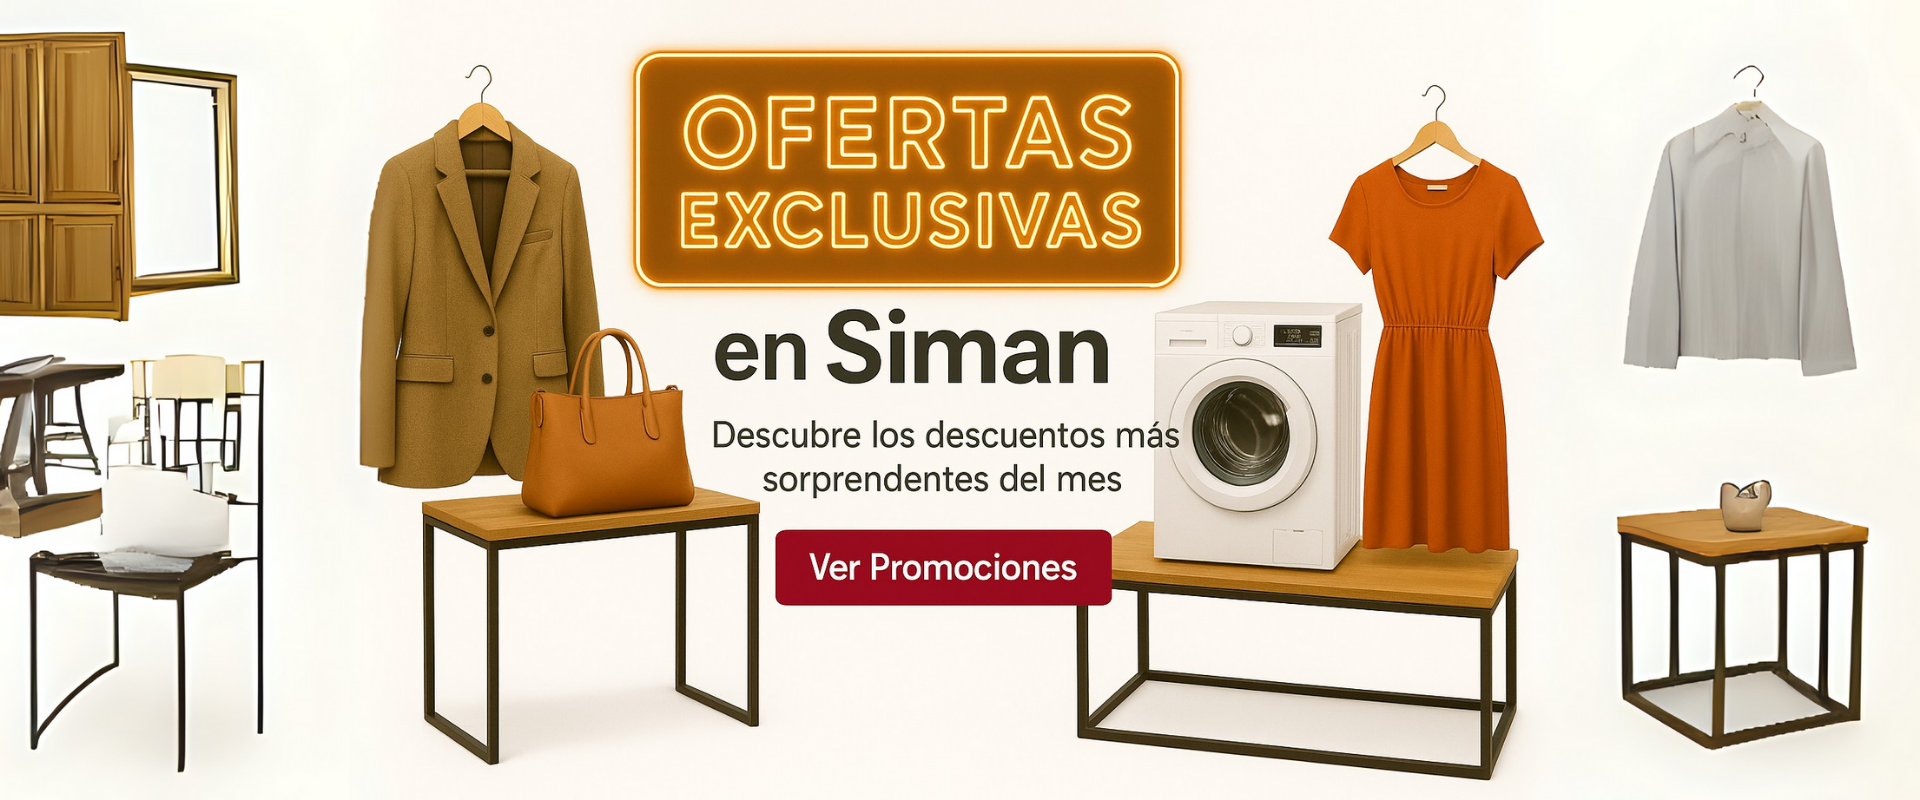 OFERTAS
EXCLUSIVAS
en Siman
Descubre los descuentos más
sorprendentes del mes
Ver Promociones